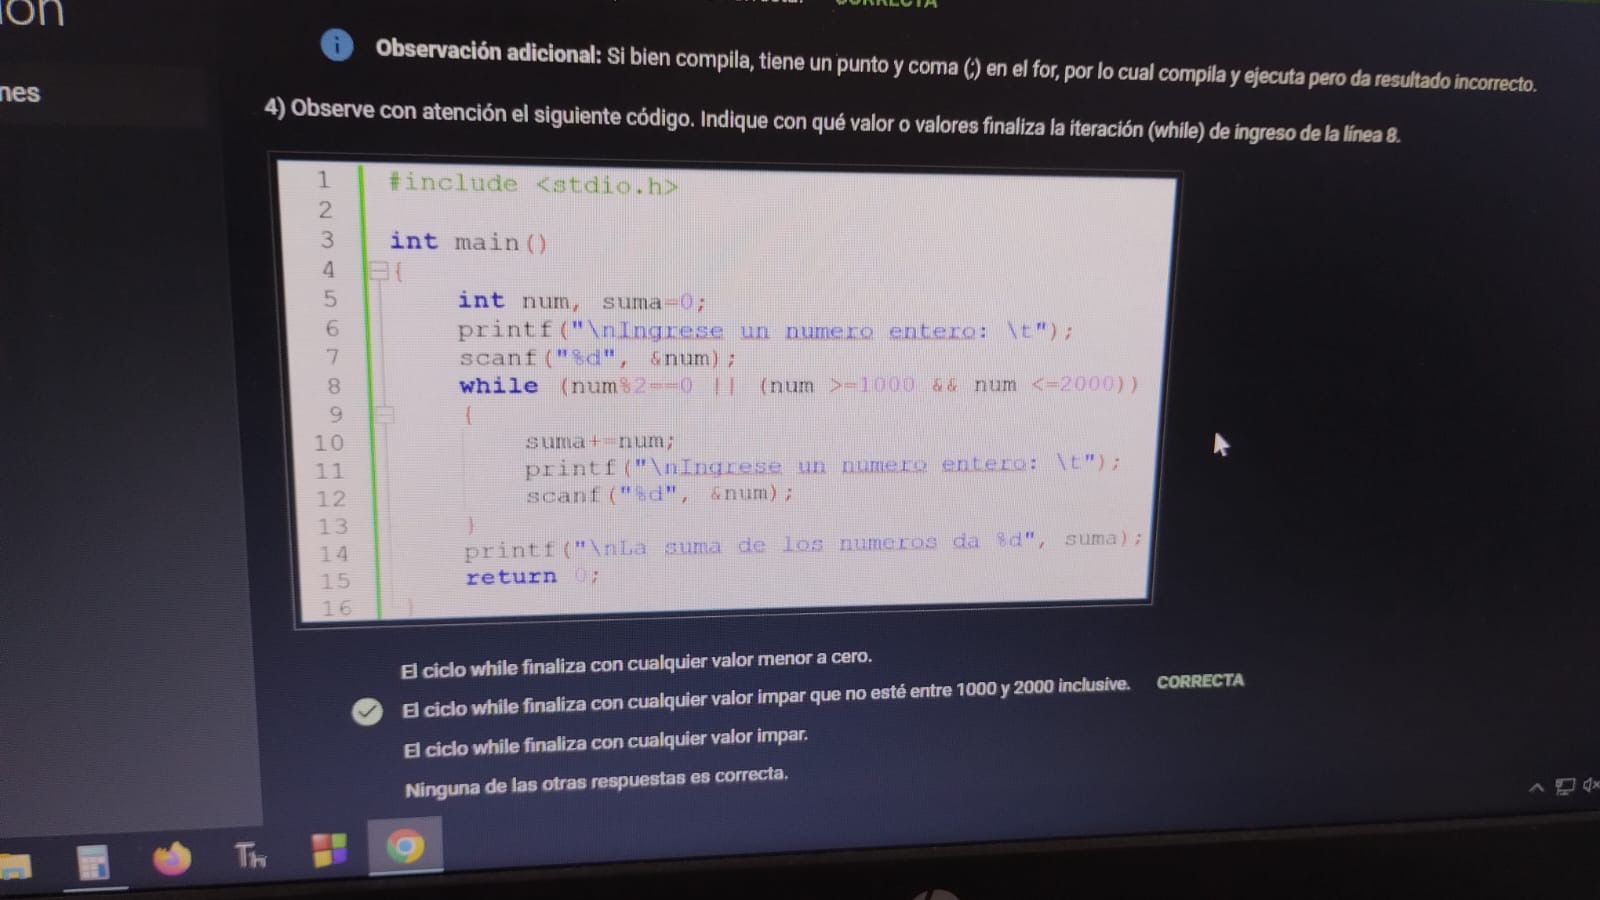 ión
CORRECTA
nes
i
Observación adicional: Si bien compila, tiene un punto y coma (;) en el for, por lo cual compila y ejecuta pero da resultado incorrecto.
4) Observe con atención el siguiente código. Indique con qué valor o valores finaliza la iteración (while) de ingreso de la línea 8.
1 #include <stdio.h>
2
3 int main()
4 {
5 int num, suma=0;
6 printf("\nIngrese un numero entero: \t");
7 scanf("%d", &num);
8 while (num%2==0 || (num >=1000 && num <=2000))
9 {
10 suma+=num;
11 printf("\nIngrese un numero entero: \t");
12 scanf("%d", &num);
13 }
14 printf("\nLa suma de los numeros da %d", suma);
15 return 0;
16 }
El ciclo while finaliza con cualquier valor menor a cero.
El ciclo while finaliza con cualquier valor impar que no esté entre 1000 y 2000 inclusive. CORRECTA
El ciclo while finaliza con cualquier valor impar.
Ninguna de las otras respuestas es correcta.